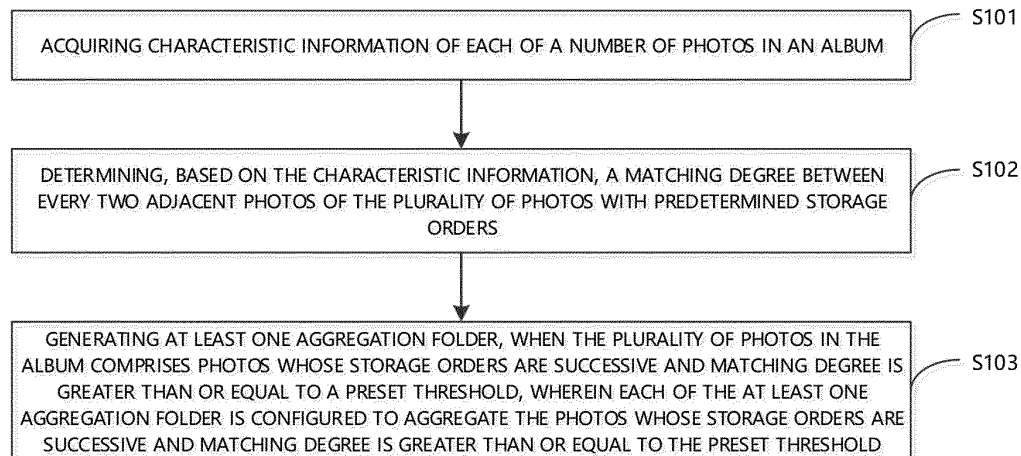 ACQUIRING CHARACTERISTIC INFORMATION OF EACH OF A NUMBER OF PHOTOS IN AN ALBUM
S101
DETERMINING, BASED ON THE CHARACTERISTIC INFORMATION, A MATCHING DEGREE BETWEEN
EVERY TWO ADJACENT PHOTOS OF THE PLURALITY OF PHOTOS WITH PREDETERMINED STORAGE
ORDERS
S102
GENERATING AT LEAST ONE AGGREGATION FOLDER, WHEN THE PLURALITY OF PHOTOS IN THE
ALBUM COMPRISES PHOTOS WHOSE STORAGE ORDERS ARE SUCCESSIVE AND MATCHING DEGREE IS
GREATER THAN OR EQUAL TO A PRESET THRESHOLD, WHEREIN EACH OF THE AT LEAST ONE
AGGREGATION FOLDER IS CONFIGURED TO AGGREGATE THE PHOTOS WHOSE STORAGE ORDERS ARE
SUCCESSIVE AND MATCHING DEGREE IS GREATER THAN OR EQUAL TO THE PRESET THRESHOLD
S103